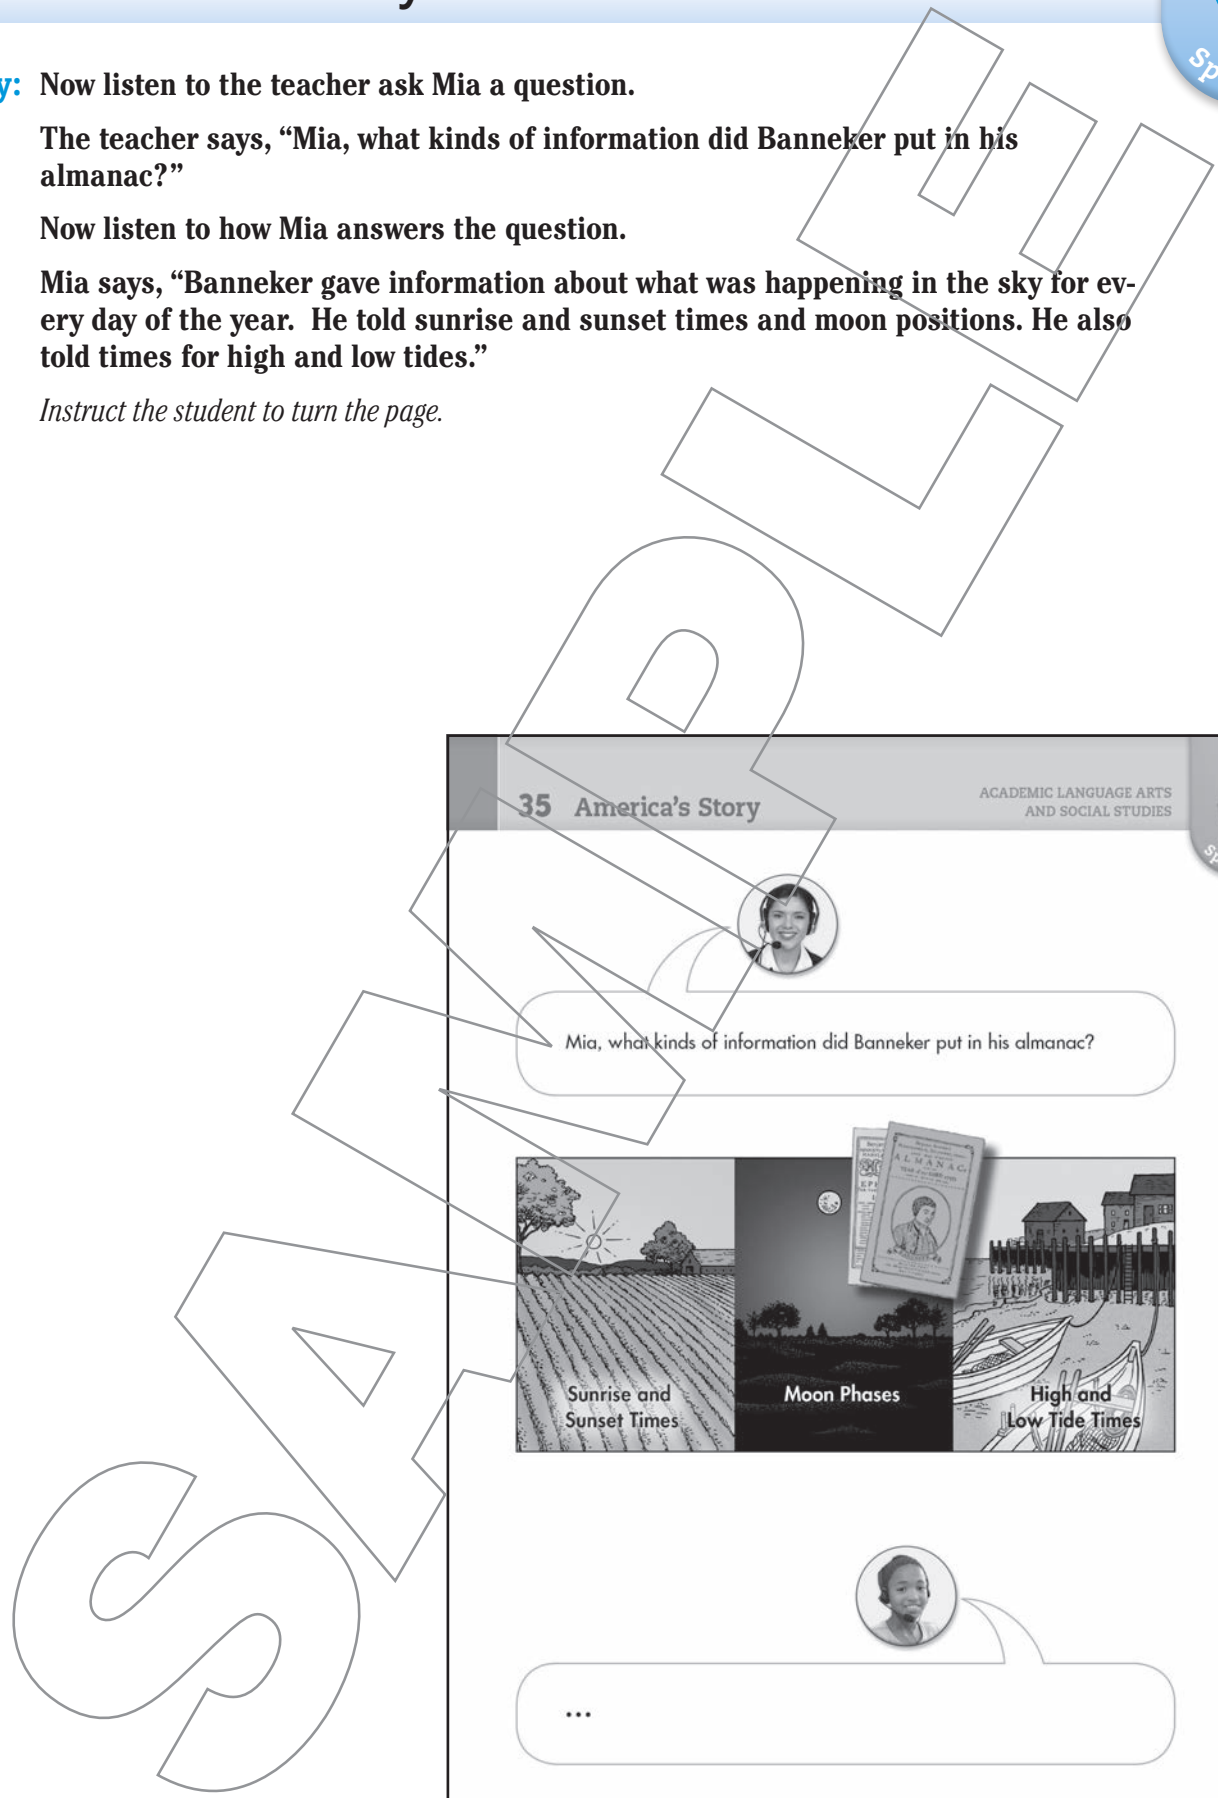 y: Now listen to the teacher ask Mia a question.
The teacher says, “Mia, what kinds of information did Banneker put in his
almanac?”
Now listen to how Mia answers the question.
Mia says, “Banneker gave information about what was happening in the sky for ev-
ery day of the year. He told sunrise and sunset times and moon positions. He also
told times for high and low tides.”
Instruct the student to turn the page.
SAMPLE
35 America’s Story
ACADEMIC LANGUAGE ARTS
AND SOCIAL STUDIES
Mia, what kinds of information did Banneker put in his almanac?
ALMANAC
Sunrise and
Sunset Times
Moon Phases
High and
Low Tide Times
...